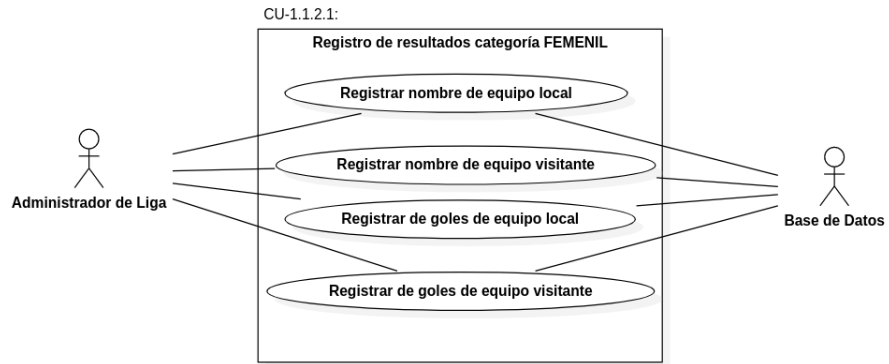 CU-1.1.2.1:
Registro de resultados categoría FEMENIL
Registrar nombre de equipo local
Registrar nombre de equipo visitante
Administrador de Liga
Registrar de goles de equipo local
Base de Datos
Registrar de goles de equipo visitante